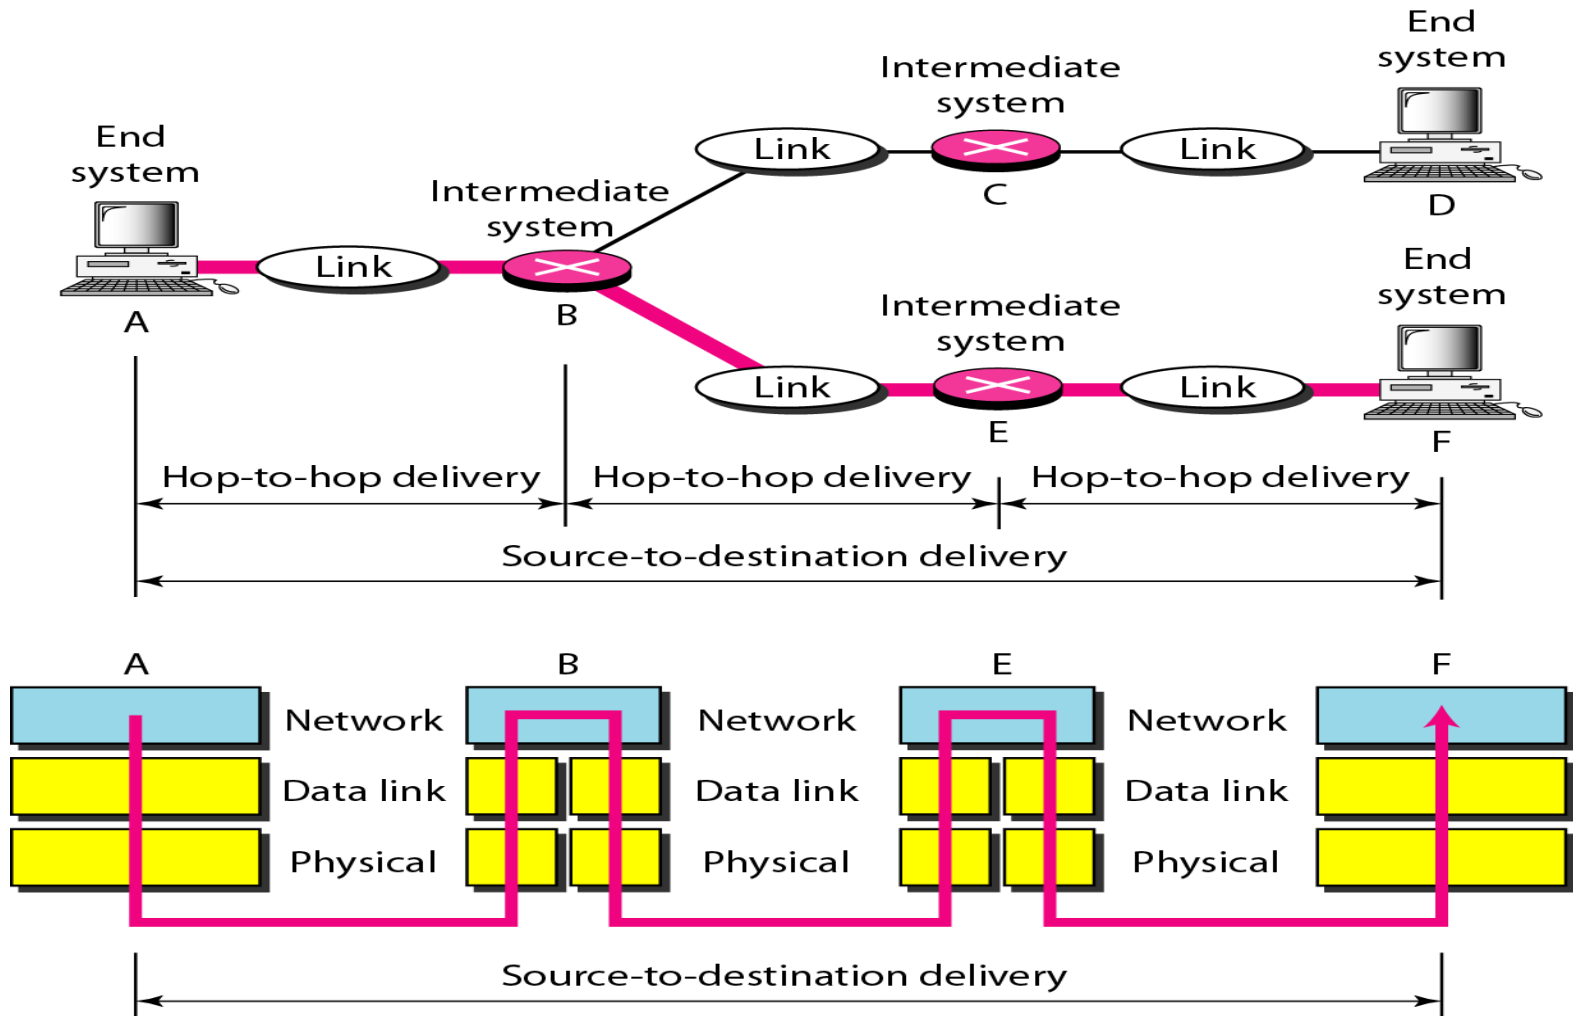 End
system
Intermediate
system
End
system
Link
C
Link
D
Intermediate
system
Link
A
B
End
system
Intermediate
system
Link
E
Link
F
Hop-to-hop delivery
Hop-to-hop delivery
Hop-to-hop delivery
Source-to-destination delivery
A
B
E
F
Network
Network
Network
Data link
Data link
Data link
Physical
Physical
Physical
Source-to-destination delivery